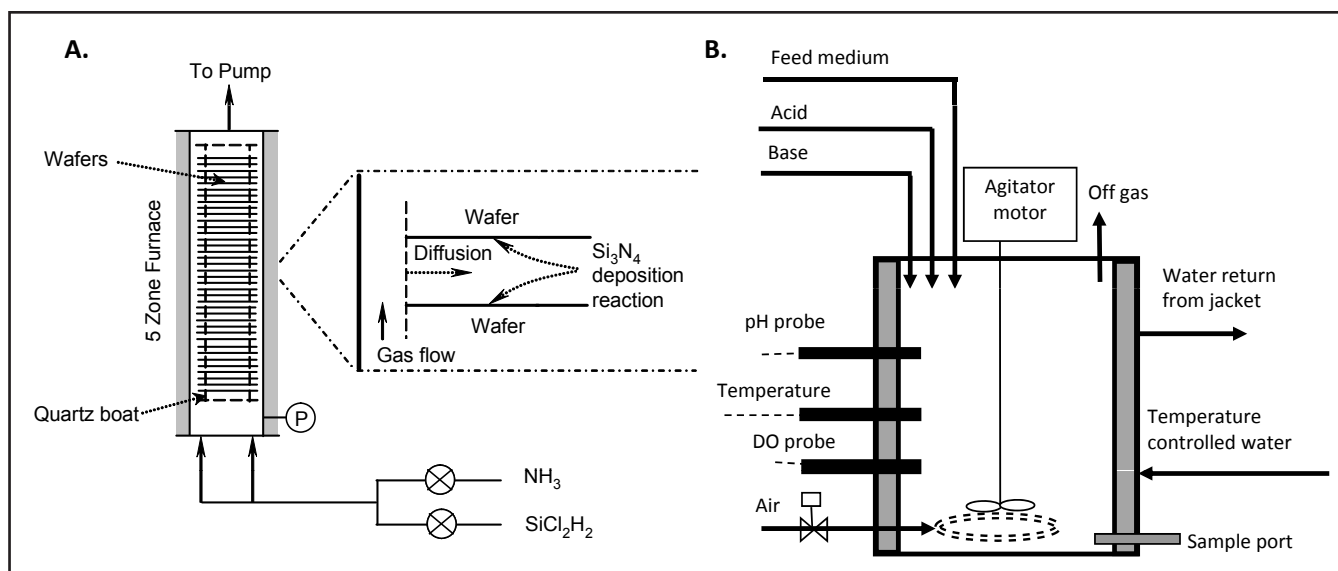 A.
To Pump
Wafers
5 Zone Furnace
Quartz boat
P
Wafer
Diffusion
Si₃N₄
deposition
reaction
Wafer
Gas flow
NH₃
SiCl₂H₂
B.
Feed medium
Acid
Base
Agitator
motor
Off gas
Water return
from jacket
pH probe
Temperature
DO probe
Air
Temperature
controlled water
Sample port